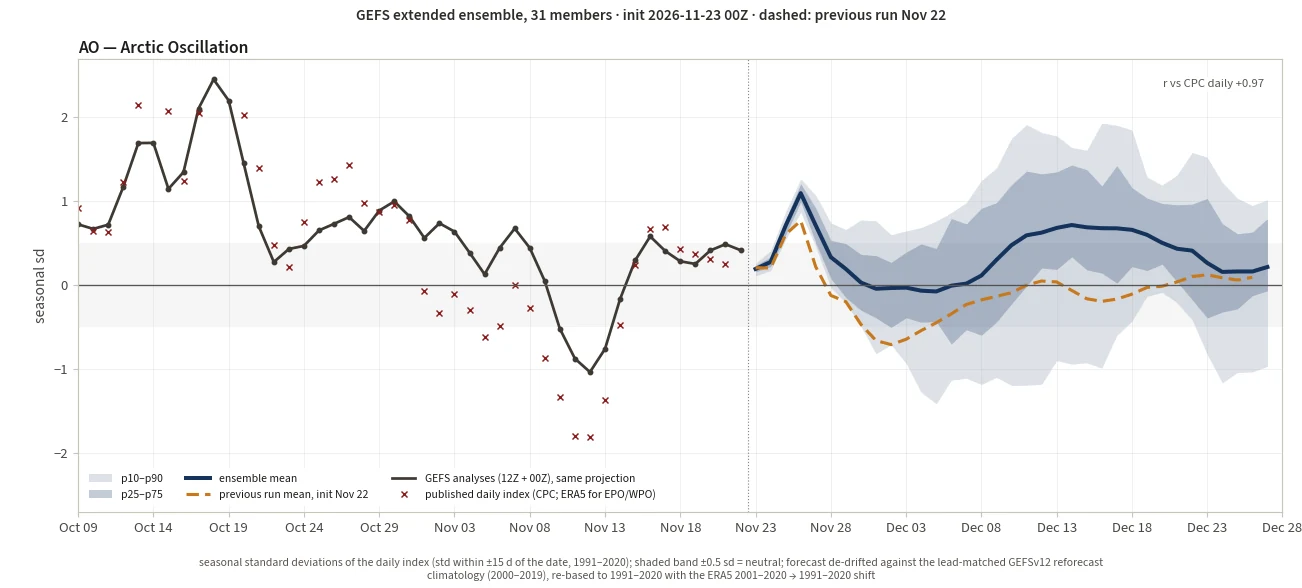 GEFS extended ensemble, 31 members · init 2026-11-23 00Z · dashed: previous run Nov 22
AO — Arctic Oscillation
r vs CPC daily +0.97
seasonal sd
2
1
0
−1
−2
p10–p90
p25–p75
ensemble mean
previous run mean, init Nov 22
GEFS analyses (12Z + 00Z), same projection
published daily index (CPC; ERA5 for EPO/WPO)
Oct 09 Oct 14 Oct 19 Oct 24 Oct 29 Nov 03 Nov 08 Nov 13 Nov 18 Nov 23 Nov 28 Dec 03 Dec 08 Dec 13 Dec 18 Dec 23 Dec 28
seasonal standard deviations of the daily index (std within ±15 d of the date, 1991–2020); shaded band ±0.5 sd = neutral; forecast de-drifted against the lead-matched GEFSv12 reforecast
climatology (2000–2019), re-based to 1991–2020 with the ERA5 2001–2020 → 1991–2020 shift